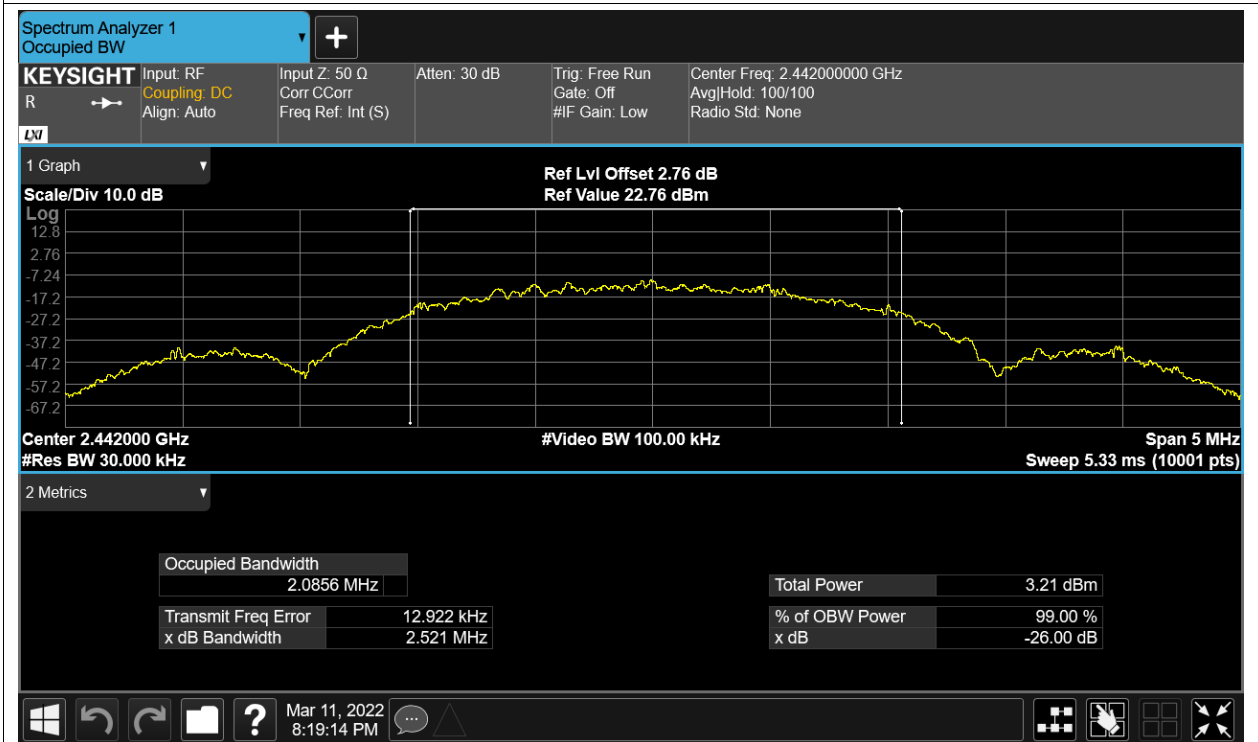 Spectrum Analyzer 1
Occupied BW
KEYSIGHT
R
LXI
Input: RF
Coupling: DC
Align: Auto
Input Z: 50 Ω
Corr CCorr
Freq Ref: Int (S)
Atten: 30 dB
Trig: Free Run
Gate: Off
#IF Gain: Low
Center Freq: 2.442000000 GHz
Avg|Hold: 100/100
Radio Std: None
1 Graph
Scale/Div 10.0 dB
Ref Lvl Offset 2.76 dB
Ref Value 22.76 dBm
Log
12.8
2.76
-7.24
-17.2
-27.2
-37.2
-47.2
-57.2
-67.2
Center 2.442000 GHz
#Video BW 100.00 kHz
Span 5 MHz
#Res BW 30.000 kHz
Sweep 5.33 ms (10001 pts)
2 Metrics
Occupied Bandwidth
2.0856 MHz
Total Power 3.21 dBm
Transmit Freq Error 12.922 kHz
% of OBW Power 99.00 %
x dB Bandwidth 2.521 MHz
x dB -26.00 dB
?
Mar 11, 2022
8:19:14 PM